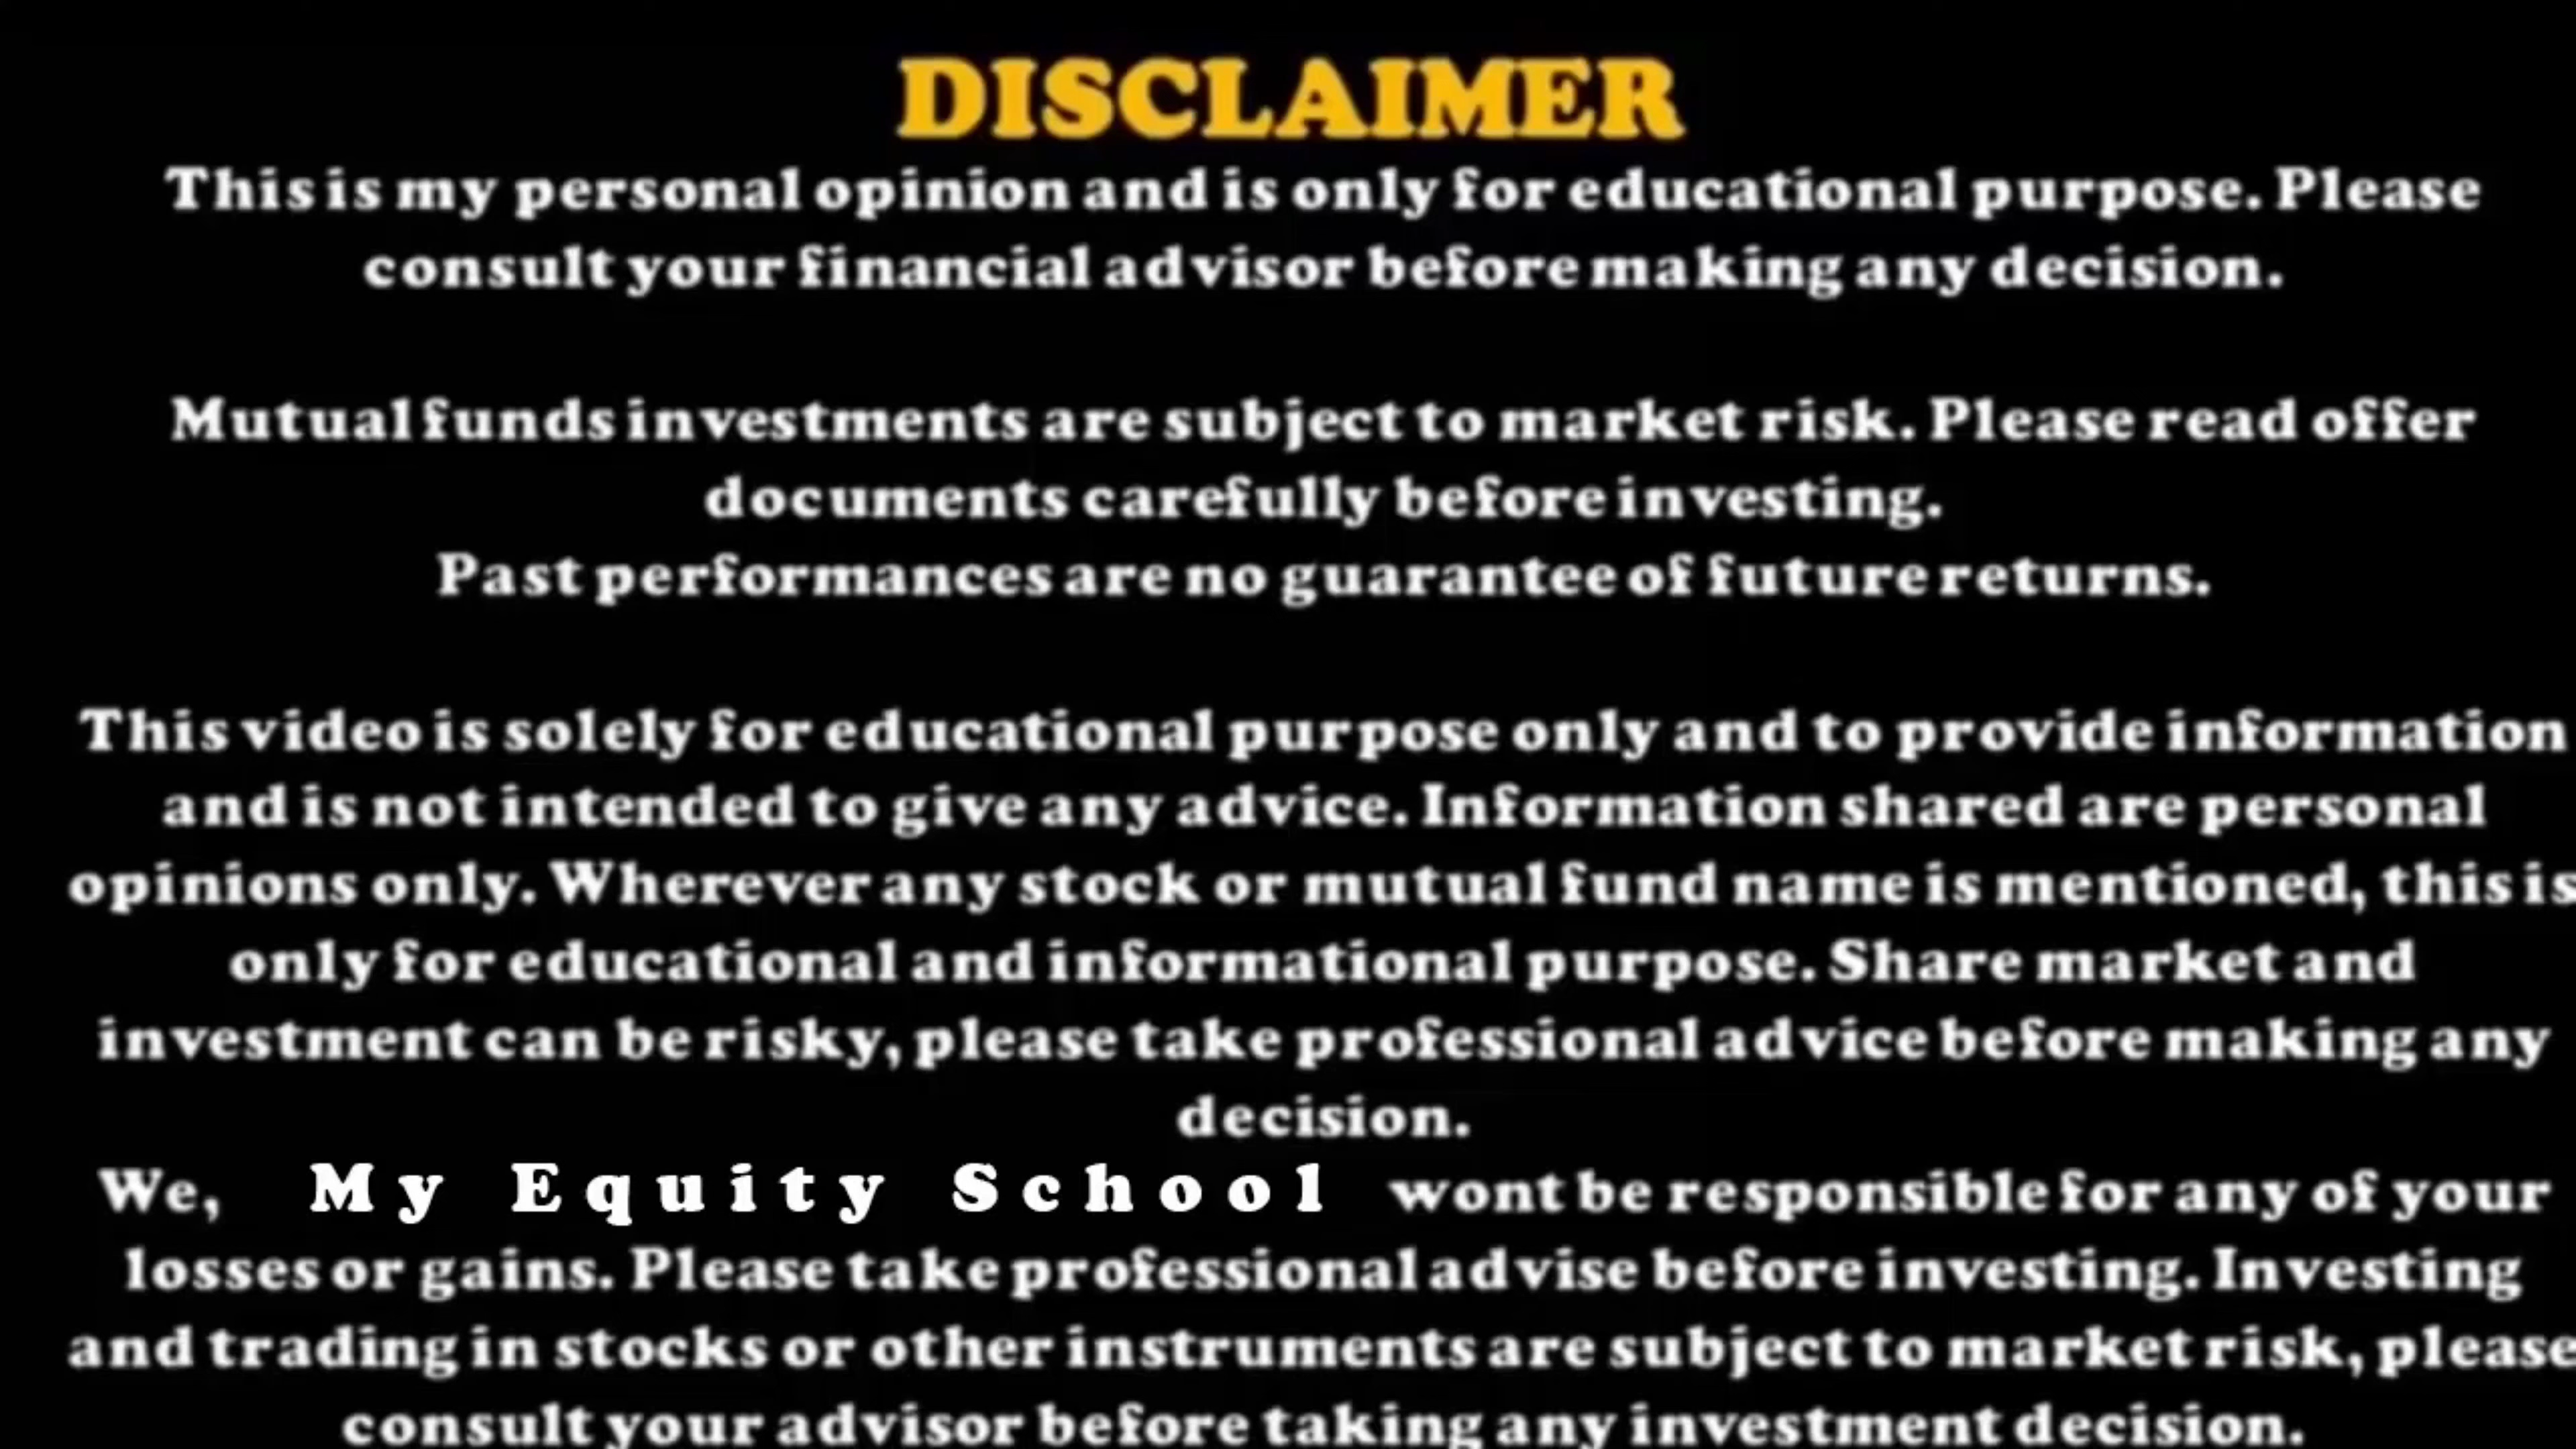 DISCLAIMER
This is my personal opinion and is only for educational purpose. Please
consult your financial advisor before making any decision.
Mutual funds investments are subject to market risk. Please read offer
documents carefully before investing.
Past performances are no guarantee of future returns.
This video is solely for educational purpose only and to provide information
and is not intended to give any advice. Information shared are personal
opinions only. Wherever any stock or mutual fund name is mentioned, this is
only for educational and informational purpose. Share market and
investment can be risky, please take professional advice before making any
decision.
We, My Equity School wont be responsible for any of your
losses or gains. Please take professional advise before investing. Investing
and trading in stocks or other instruments are subject to market risk, please
consult your advisor before taking any investment decision.